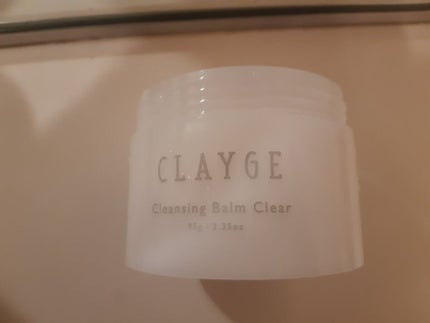 CLAYGE
Cleansing Balm Clear
95g · 3.35oz